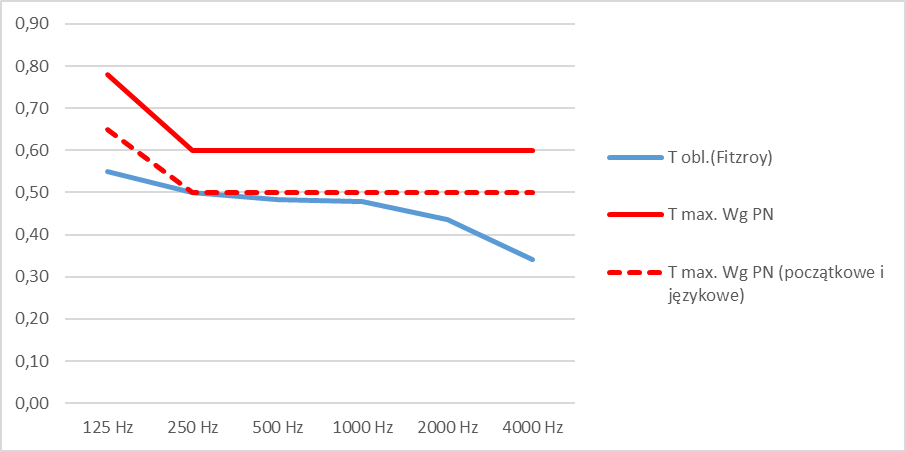 0,90
0,80
0,70
0,60
0,50
0,40
0,30
0,20
0,10
0,00
125 Hz 250 Hz 500 Hz 1000 Hz 2000 Hz 4000 Hz
T obl.(Fitzroy)
T max. Wg PN
T max. Wg PN (początkowe i
językowe)